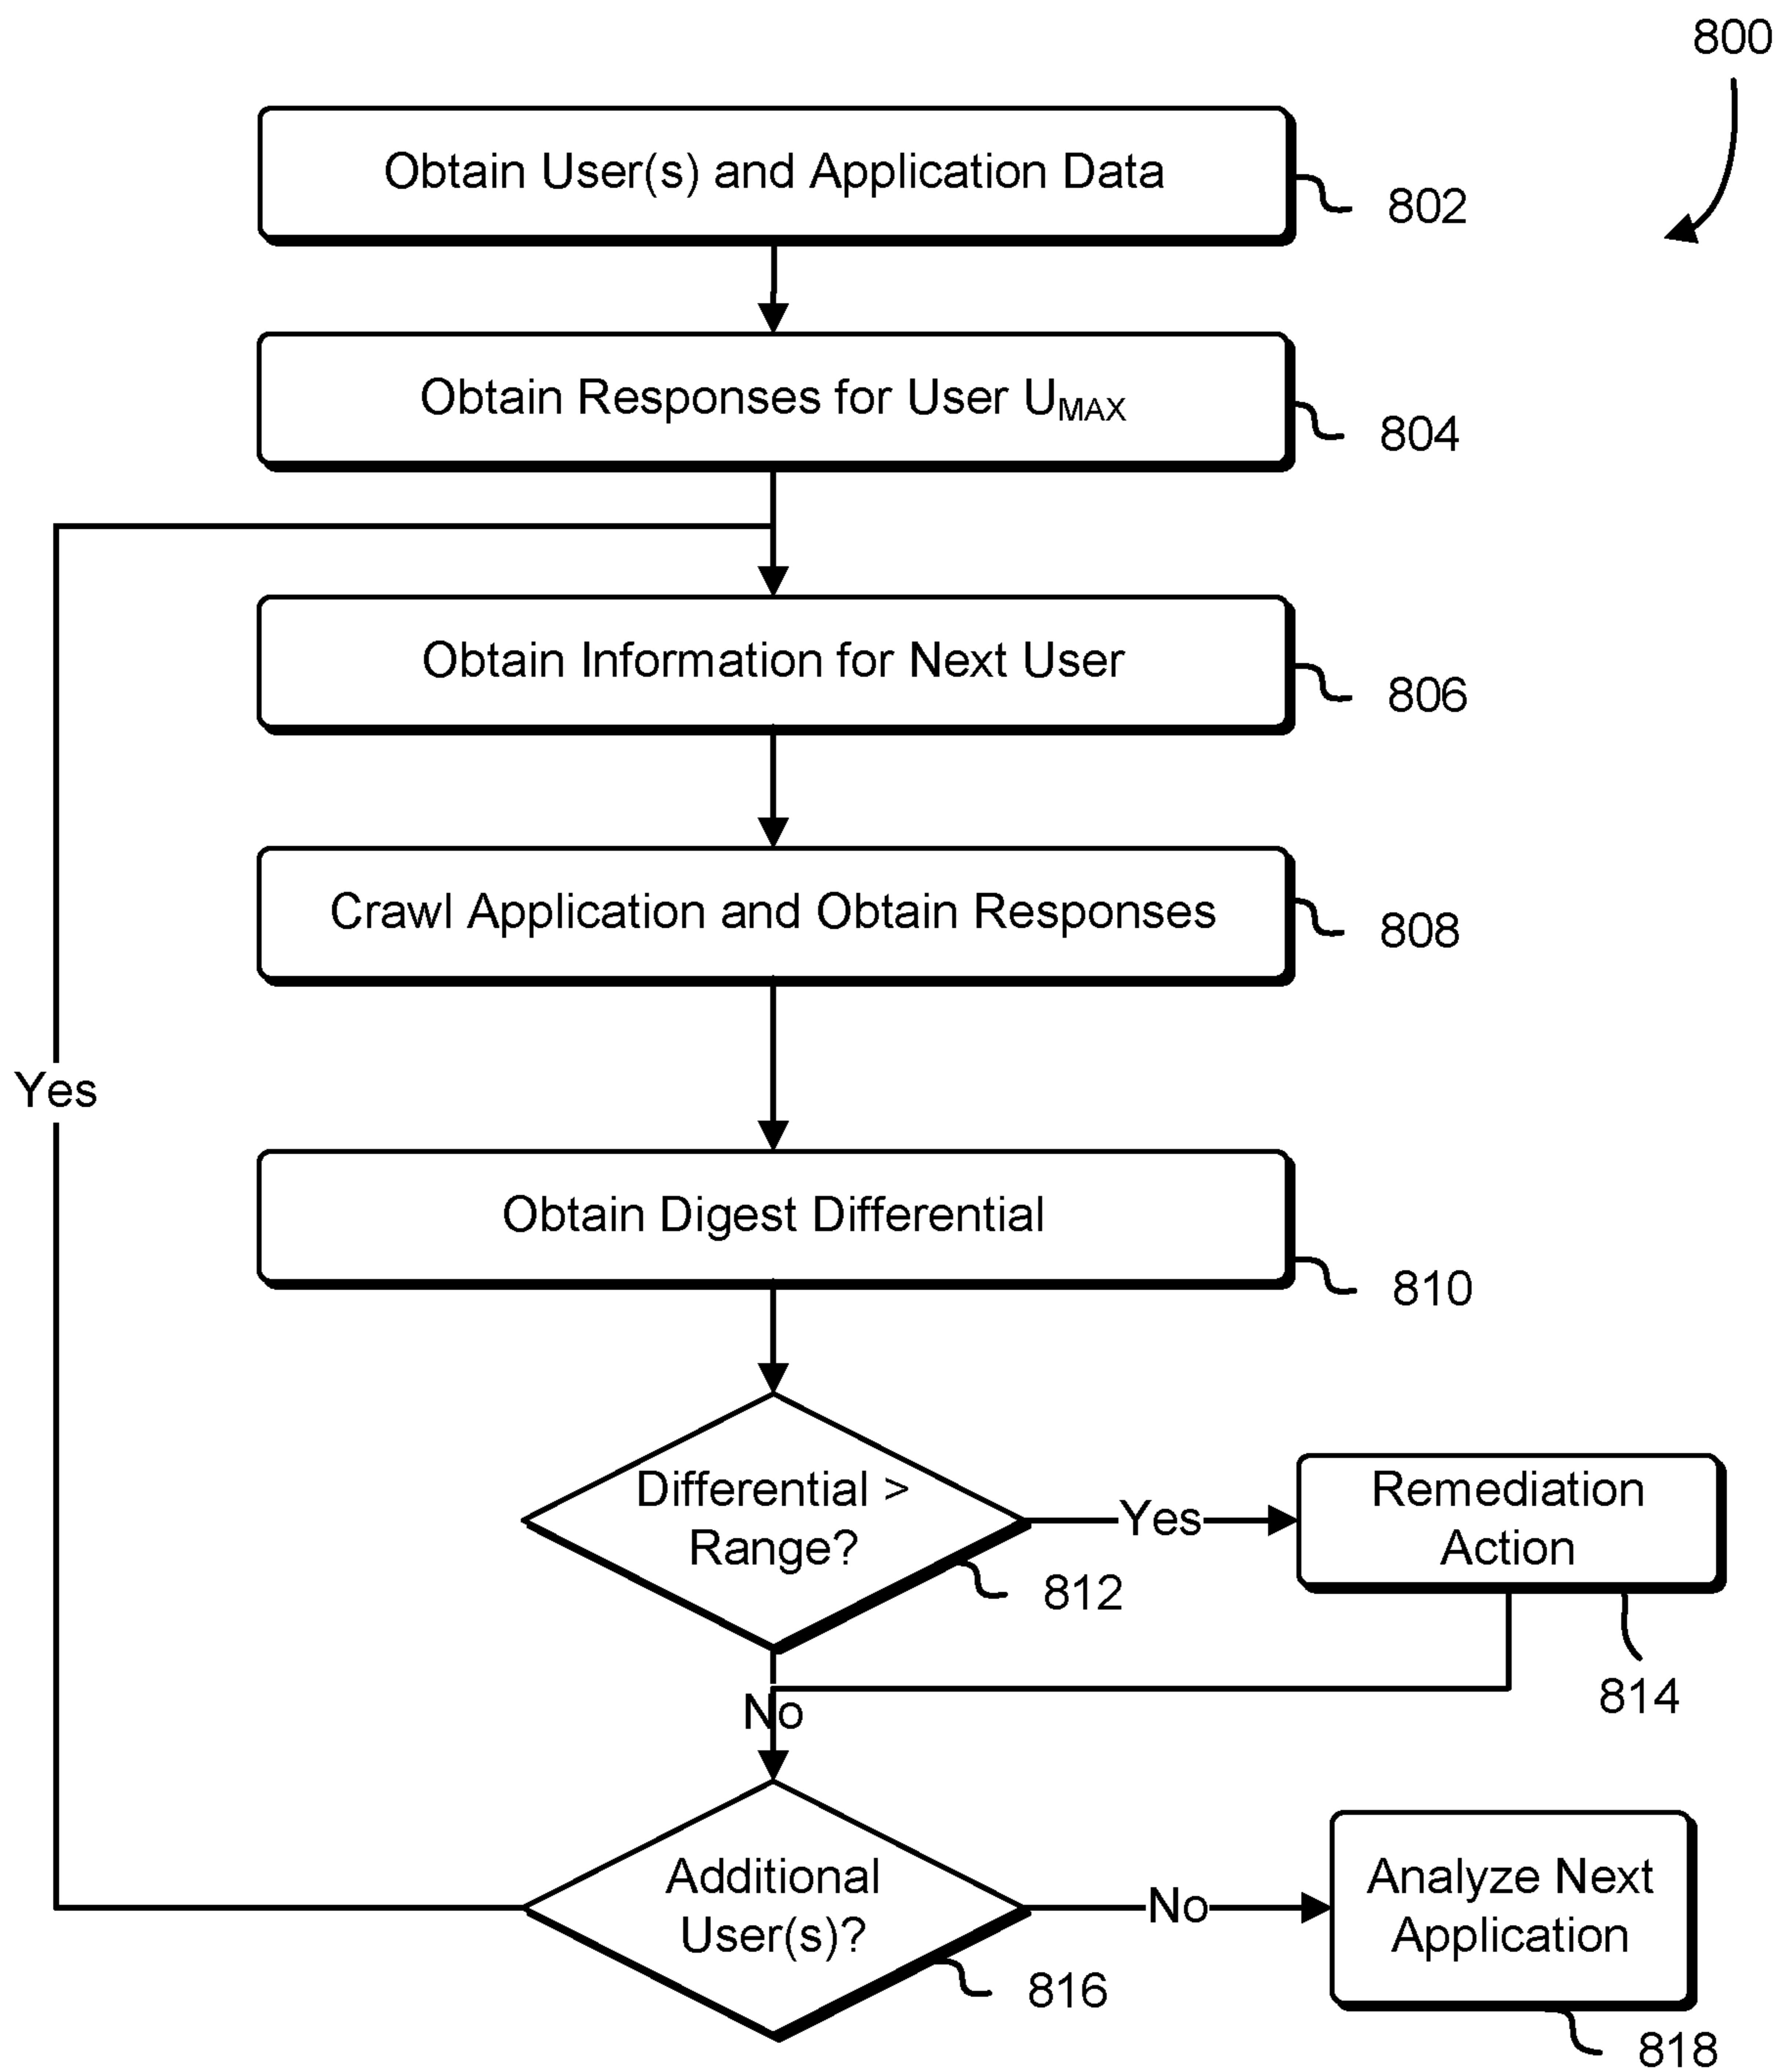 800
Obtain User(s) and Application Data
802
Obtain Responses for User UMAX
804
Obtain Information for Next User
806
Crawl Application and Obtain Responses
808
Yes
Obtain Digest Differential
810
Differential >
Range?
812
Yes
Remediation
Action
814
No
Additional
User(s)?
816
No
Analyze Next
Application
818